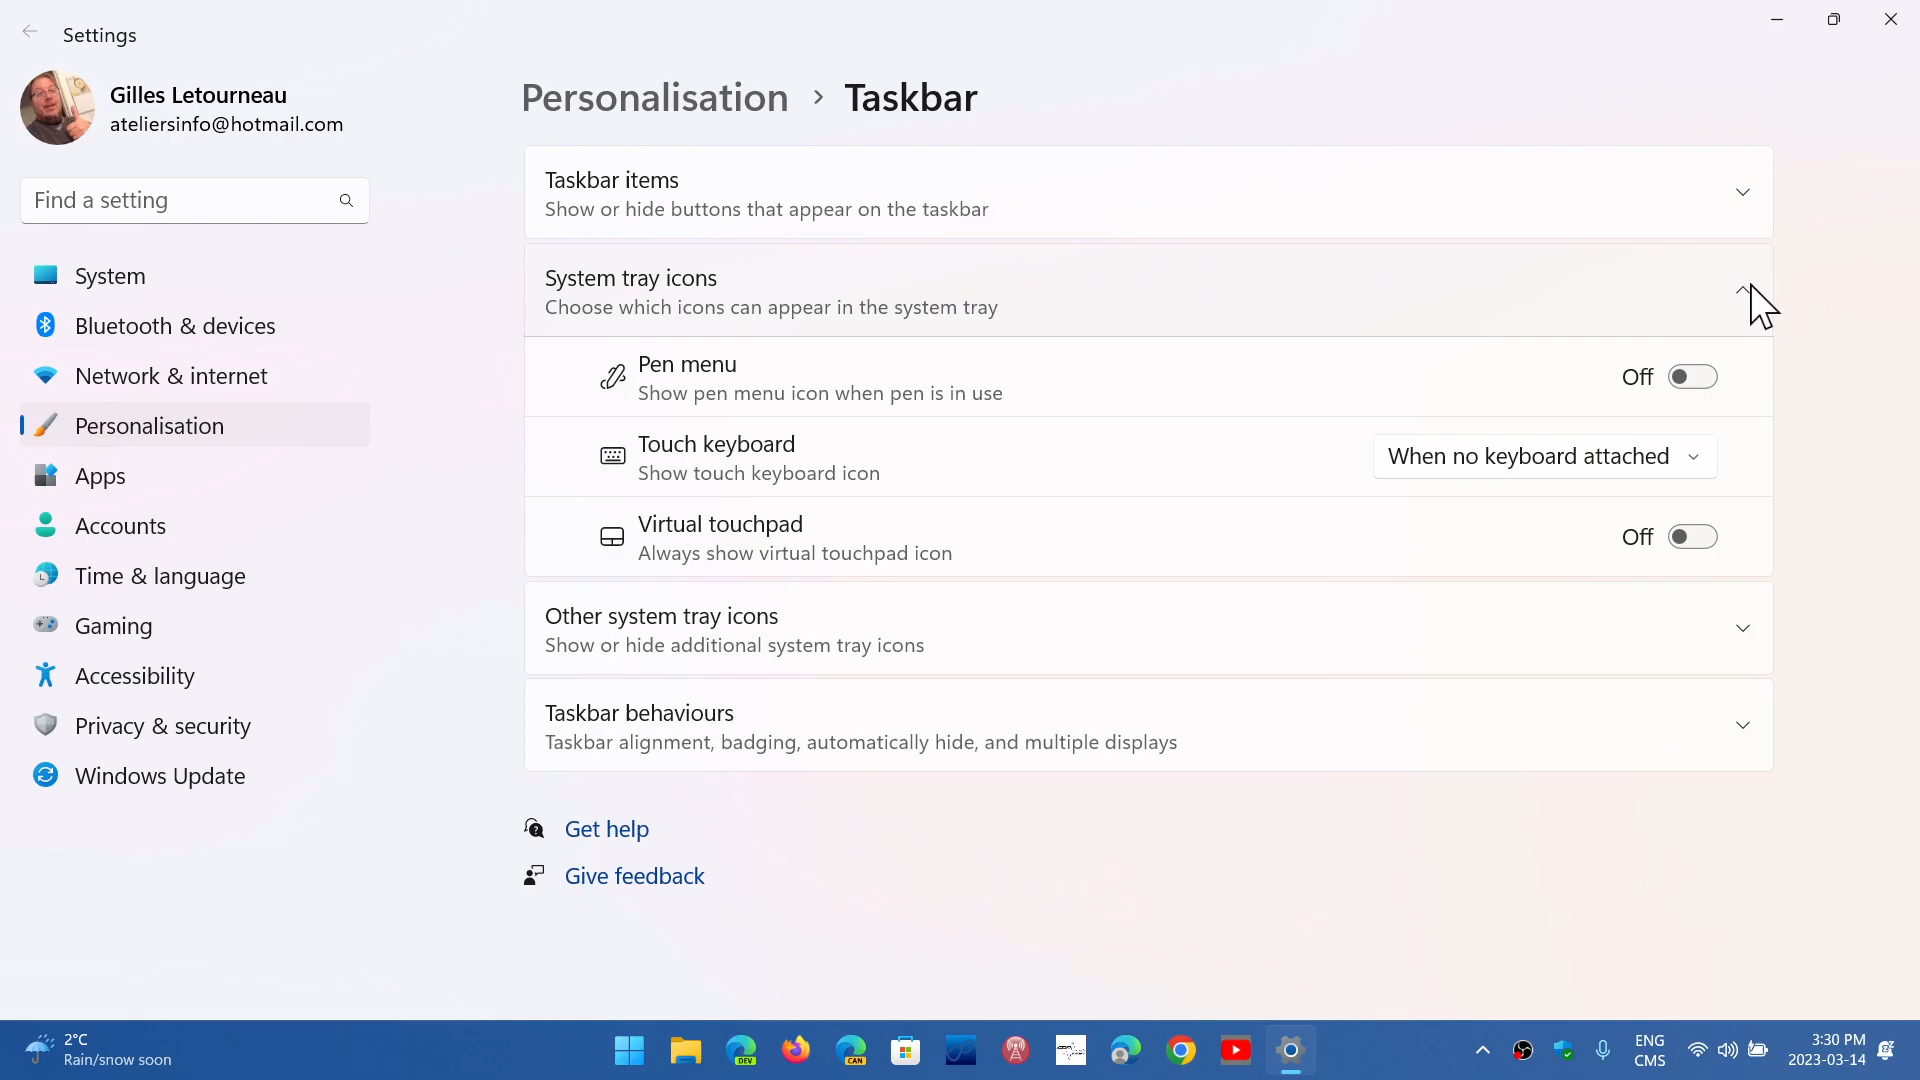 Settings
Gilles Letourneau
ateliersinfo@hotmail.com
Find a setting
System
Bluetooth & devices
Network & internet
Personalisation
Apps
Accounts
Time & language
Gaming
Accessibility
Privacy & security
Windows Update
Personalisation > Taskbar
Taskbar items
Show or hide buttons that appear on the taskbar
System tray icons
Choose which icons can appear in the system tray
Pen menu
Show pen menu icon when pen is in use
Off
Touch keyboard
Show touch keyboard icon
When no keyboard attached
Virtual touchpad
Always show virtual touchpad icon
Off
Other system tray icons
Show or hide additional system tray icons
Taskbar behaviours
Taskbar alignment, badging, automatically hide, and multiple displays
Get help
Give feedback
2°C
Rain/snow soon
DEV
CAN
ENG
CMS
3:30 PM
2023-03-14